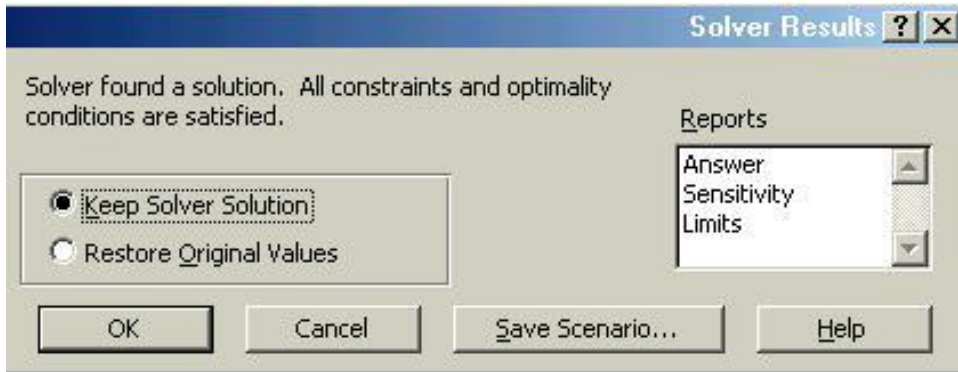 Solver Results
Solver found a solution. All constraints and optimality
conditions are satisfied.
Reports
Answer
Sensitivity
Limits
Keep Solver Solution
Restore Original Values
OK
Cancel
Save Scenario...
Help